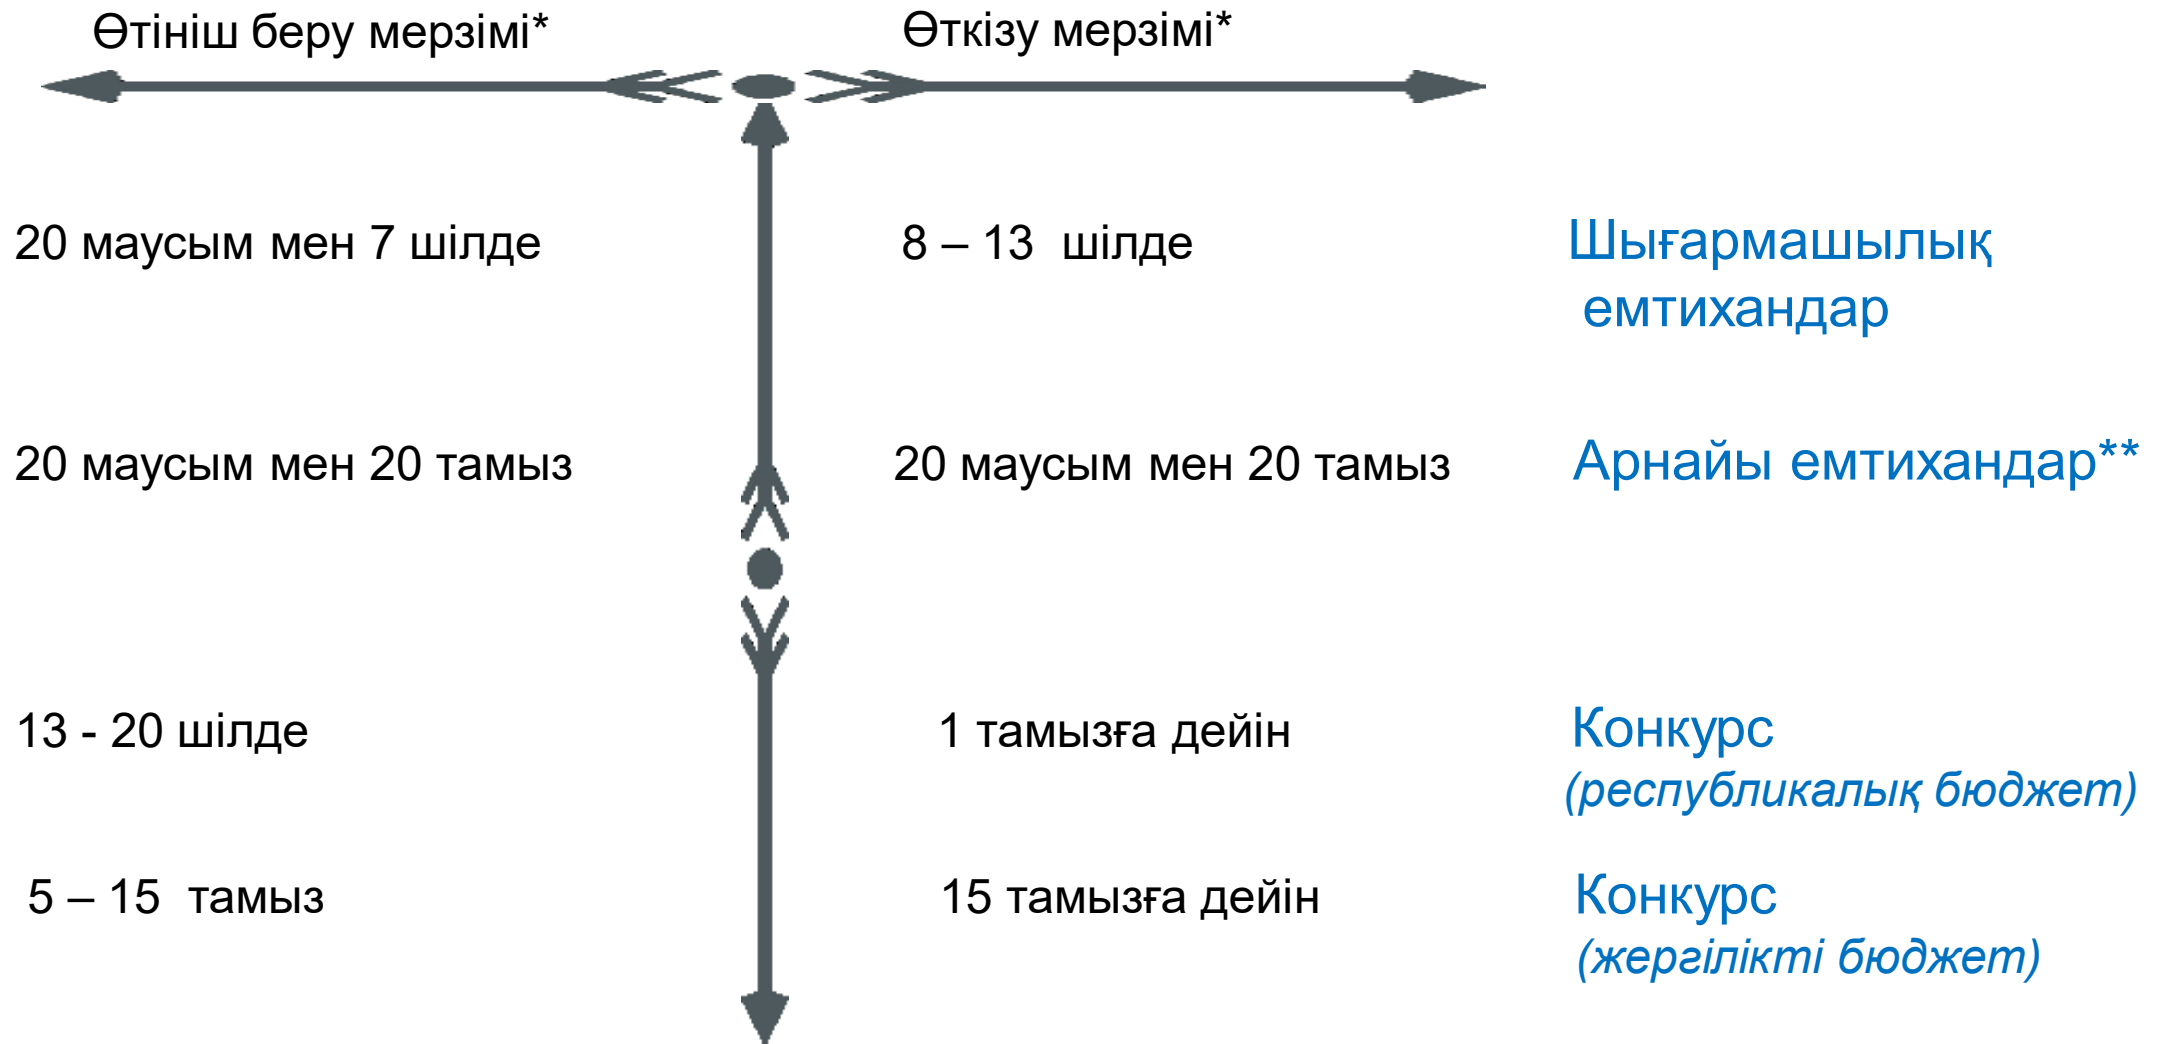 Өтініш беру мерзімі*
Өткізу мерзімі*
20 маусым мен 7 шілде
8 – 13 шілде
Шығармашылық
емтихандар
20 маусым мен 20 тамыз
20 маусым мен 20 тамыз
Арнайы емтихандар**
13 - 20 шілде
1 тамызға дейін
Конкурс
(республикалық бюджет)
5 – 15 тамыз
15 тамызға дейін
Конкурс
(жергілікті бюджет)